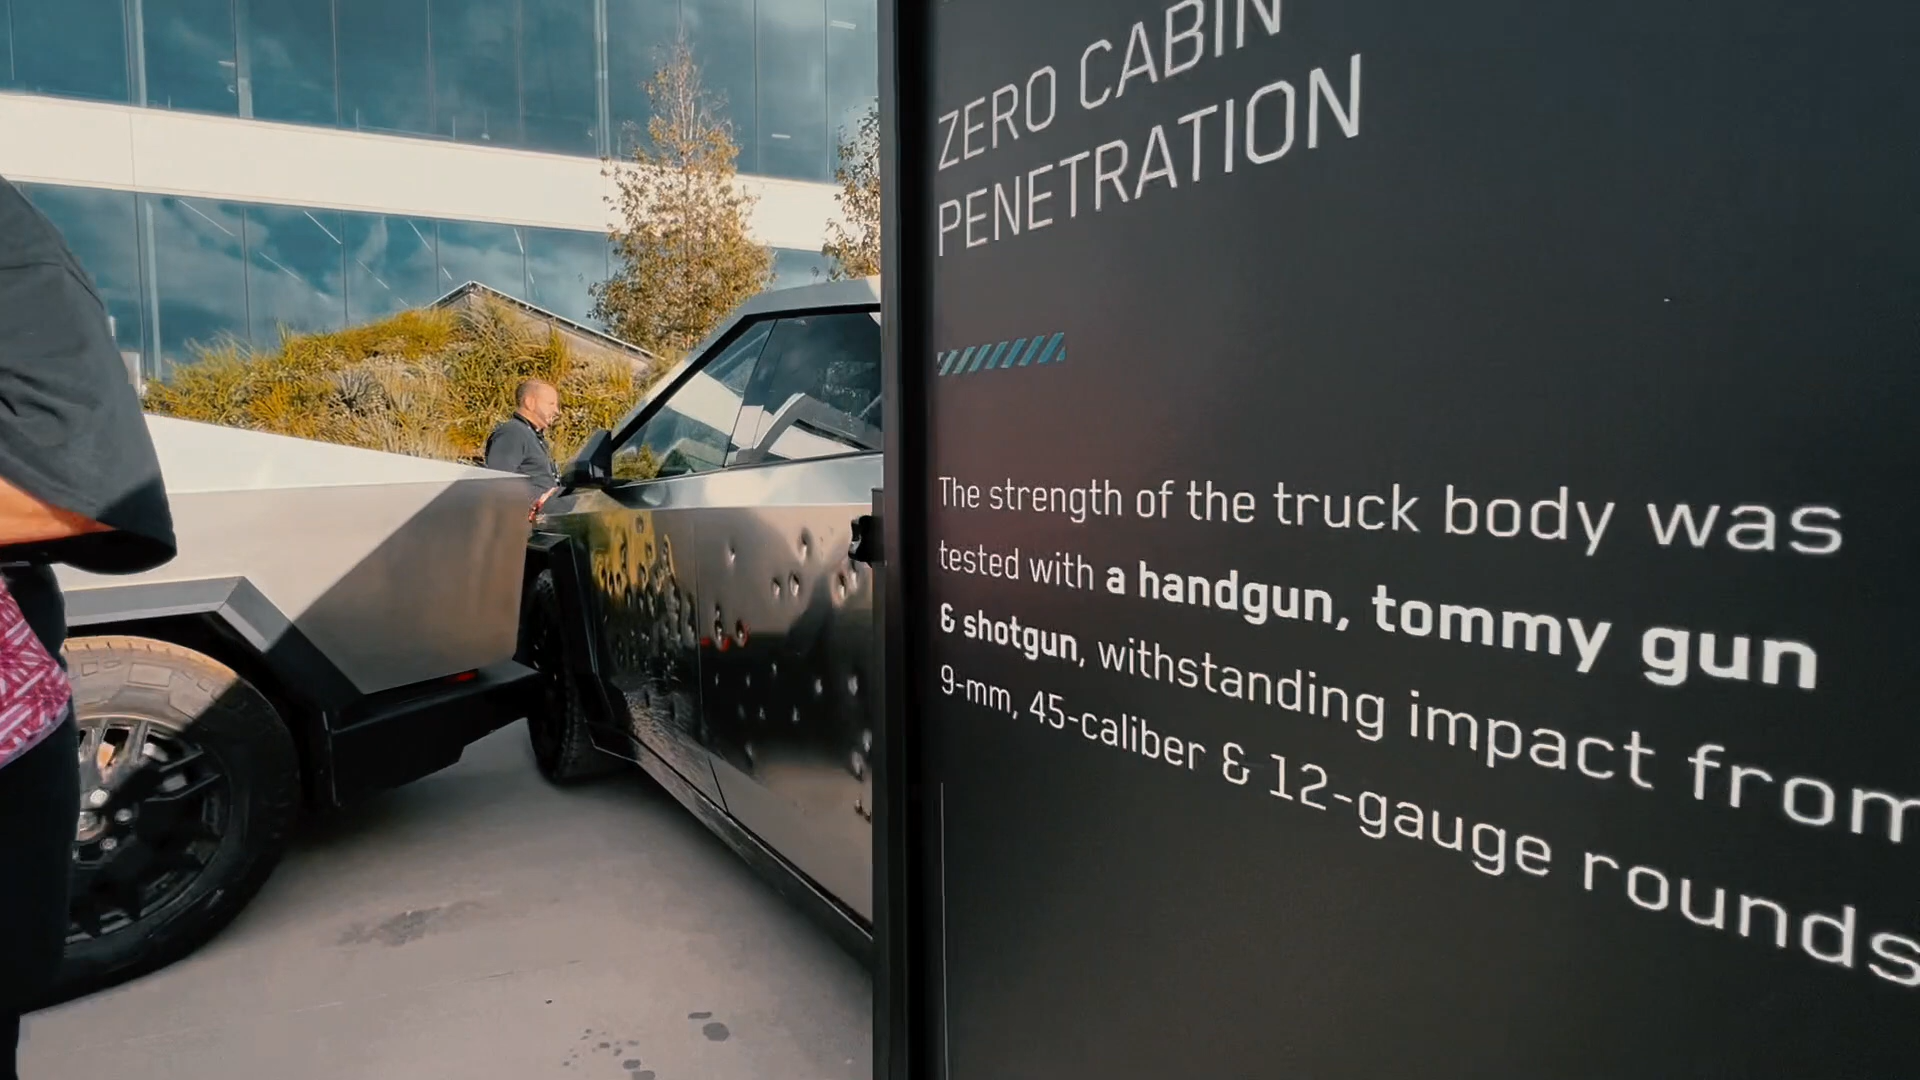 ZERO CABIN
PENETRATION
The strength of the truck body was
tested with a handgun, tommy gun
& shotgun, withstanding impact from
9-mm, 45-caliber & 12-gauge rounds